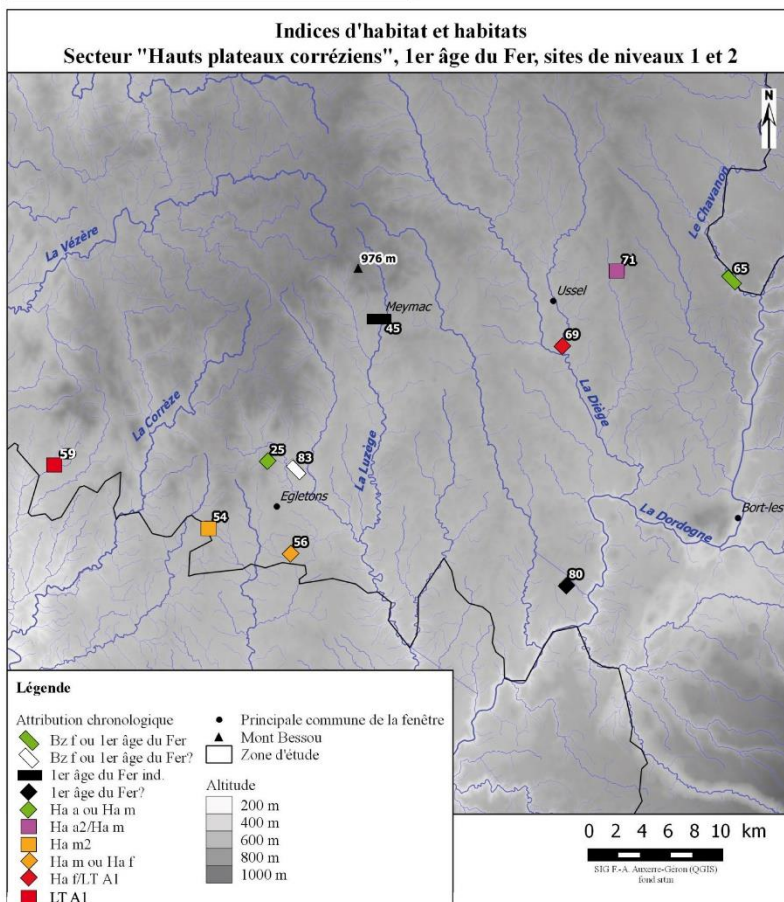 Indices d'habitat et habitats
Secteur "Hauts plateaux corréziens", 1er âge du Fer, sites de niveaux 1 et 2
N
Le Chavanon
La Vézère
976 m
71
65
Ussel
Meymac
45
69
La Corrèze
La Diège
59
25
83
La Luzège
Egletons
54
La Dordogne
Bort-les
56
80
Légende
Attribution chronologique
Bz f ou 1er âge du Fer
Bz f ou 1er âge du Fer?
1er âge du Fer ind.
1er âge du Fer?
Ha a ou Ha m
Ha a2/Ha m
Ha m2
Ha m ou Ha f
Ha f/LT A1
LT A1
Principale commune de la fenêtre
Mont Bessou
Zone d'étude
Altitude
200 m
400 m
600 m
800 m
1000 m
0 2 4 6 8 10 km
SIG F.-A. Auxerre-Géron (QGIS)
fond srtm